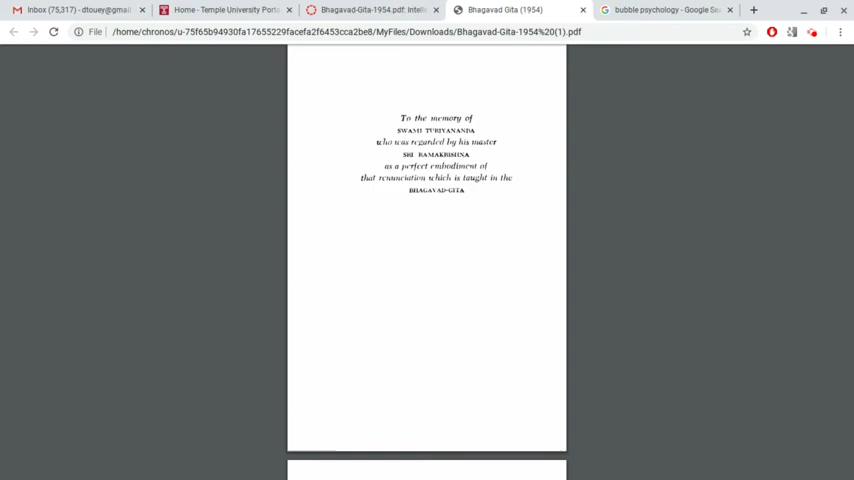 Inbox (75,317) - dtouey@gmail
Home - Temple University Porta
Bhagavad-Gita-1954.pdf: Intelle
Bhagavad Gita (1954)
bubble psychology - Google Sea
File | /home/chronos/u-75f65b94930fa17655229facefa2f6453cca2be8/MyFiles/Downloads/Bhagavad-Gita-1954%20(1).pdf
To the memory of
SWAMI TURIYANANDA
who was regarded by his master
SRI RAMAKRISHNA
as a perfect embodiment of
that renunciation which is taught in the
BHAGAVAD-GITA